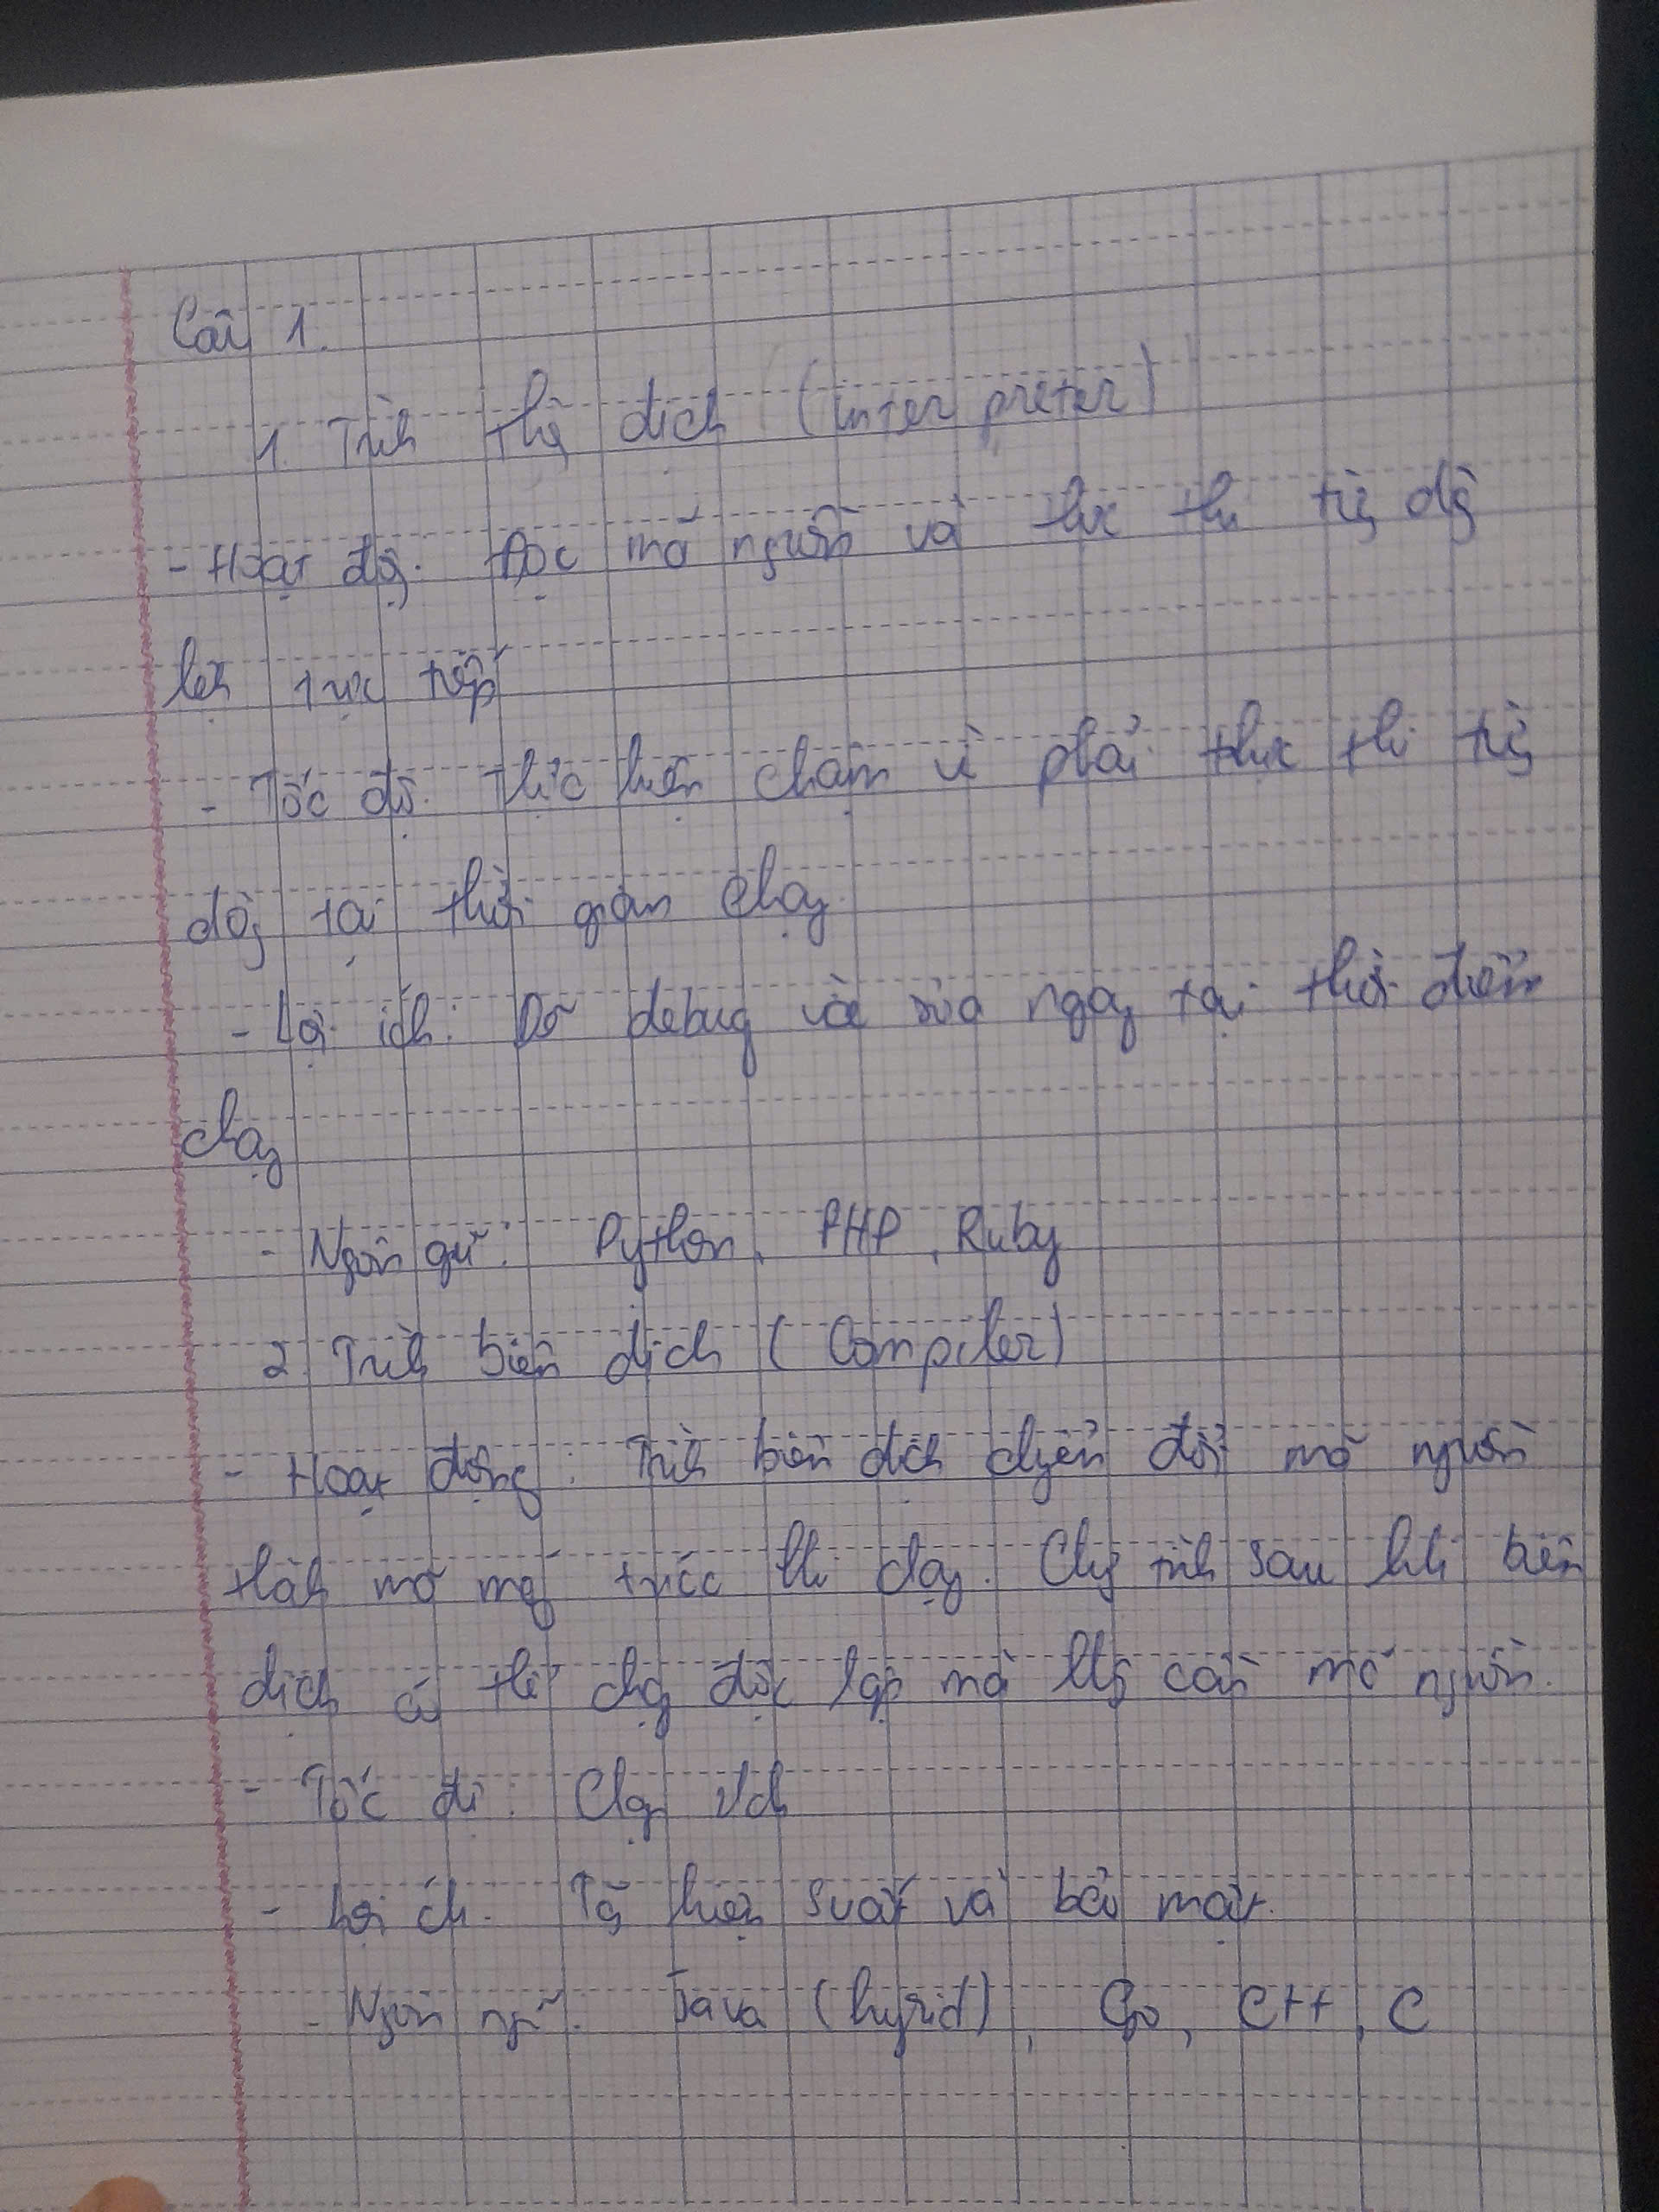 Câu 1.
1. Trình thông dịch (interpreter)
- Hoạt động: Đọc mã nguồn và thực thi từng dòng
lệnh trực tiếp
- Tốc độ: Thực hiện chậm vì phải thực thi từng
dòng tại thời gian chạy
- Lợi ích: Dễ debug và sửa ngay tại thời điểm
chạy
- Ngôn gữ: Python, PHP, Ruby
2. Trình biên dịch (Compiler)
- Hoạt động: Trình biên dịch chuyển đổi mã nguồn
thành mã máy trước khi chạy. Chương trình sau khi biên
dịch có thể chạy độc lập mà không cần mã nguồn.
- Tốc độ: Chạy nhanh
- Lợi ích: Tăng hiệu suất và bảo mật.
- Ngôn ngữ: Java (hyrid), Go, C++, C